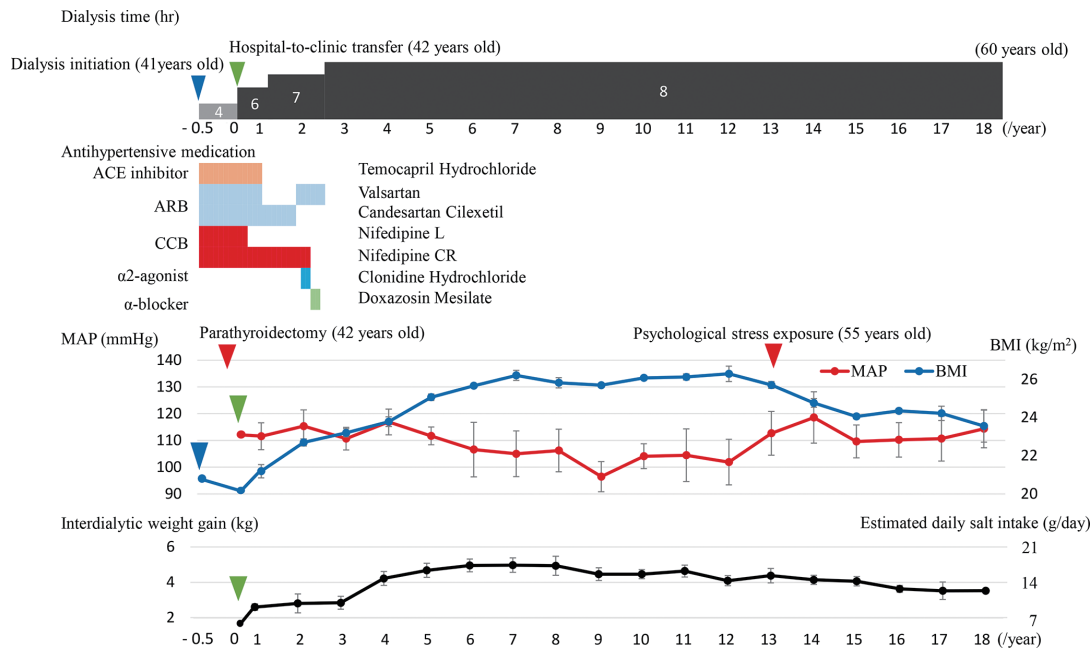 Dialysis time (hr)
Hospital-to-clinic transfer (42 years old)
(60 years old)
Dialysis initiation (41years old)
4
6
7
8
- 0.5 0 1 2 3 4 5 6 7 8 9 10 11 12 13 14 15 16 17 18 (/year)
Antihypertensive medication
ACE inhibitor Temocapril Hydrochloride
ARB Valsartan
Candesartan Cilexetil
CCB Nifedipine L
Nifedipine CR
α2-agonist Clonidine Hydrochloride
α-blocker Doxazosin Mesilate
Parathyroidectomy (42 years old) Psychological stress exposure (55 years old)
MAP (mmHg) BMI (kg/m²)
MAP BMI
140
130 26
120 24
110
100 22
90 20
Interdialytic weight gain (kg) Estimated daily salt intake (g/day)
6 21
4 14
2 7
- 0.5 0 1 2 3 4 5 6 7 8 9 10 11 12 13 14 15 16 17 18 (/year)